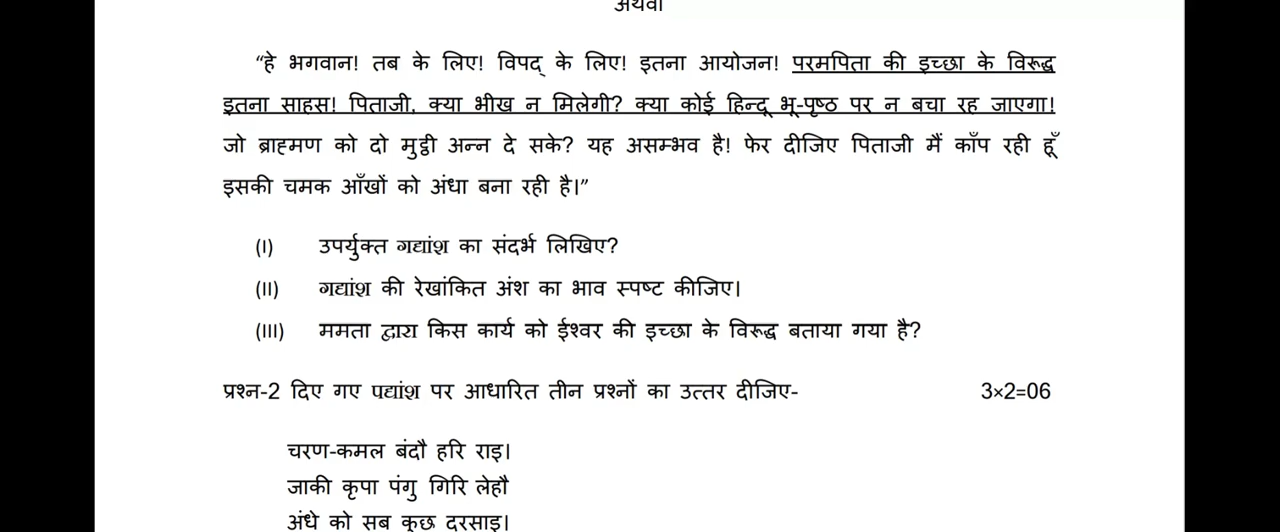 अथवा
“हे भगवान! तब के लिए! विपद् के लिए! इतना आयोजन! परमपिता की इच्छा के विरूद्ध
इतना साहस! पिताजी, क्या भीख न मिलेगी? क्या कोई हिन्दू भू-पृष्ठ पर न बचा रह जाएगा!
जो ब्राह्मण को दो मुट्ठी अन्न दे सके? यह असम्भव है! फेर दीजिए पिताजी मैं काँप रही हूँ
इसकी चमक आँखों को अंधा बना रही है।”
(I) उपर्युक्त गद्यांश का संदर्भ लिखिए?
(II) गद्यांश की रेखांकित अंश का भाव स्पष्ट कीजिए।
(III) ममता द्वारा किस कार्य को ईश्वर की इच्छा के विरूद्ध बताया गया है?
प्रश्न-2 दिए गए पद्यांश पर आधारित तीन प्रश्नों का उत्तर दीजिए- 3×2=06
चरण-कमल बंदौ हरि राइ।
जाकी कृपा पंगु गिरि लेहौ
अंधे को सब कुछ दरसाइ।